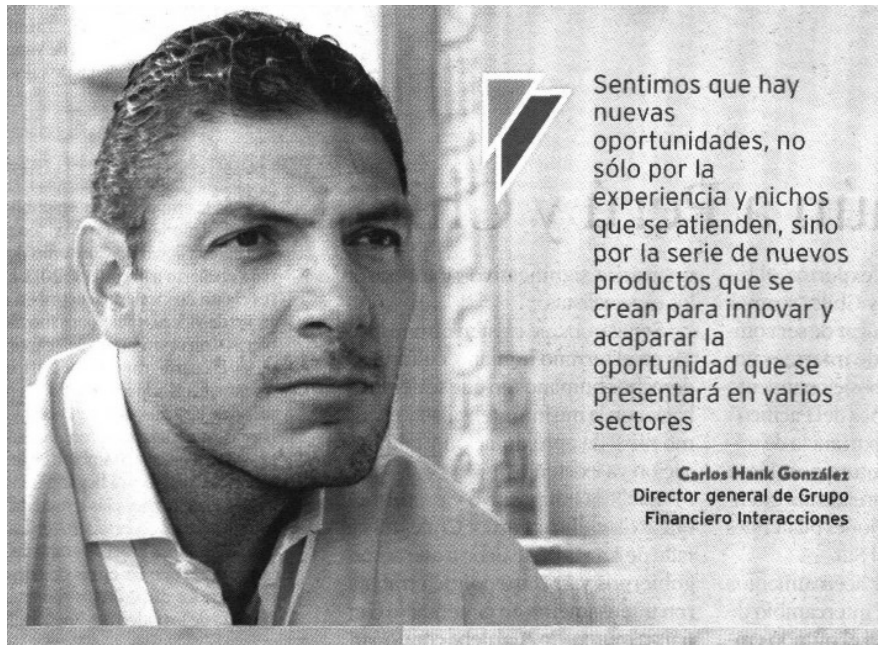 Sentimos que hay
nuevas
oportunidades, no
sólo por la
experiencia y nichos
que se atienden, sino
por la serie de nuevos
productos que se
crean para innovar y
acaparar la
oportunidad que se
presentará en varios
sectores
Carlos Hank González
Director general de Grupo
Financiero Interacciones